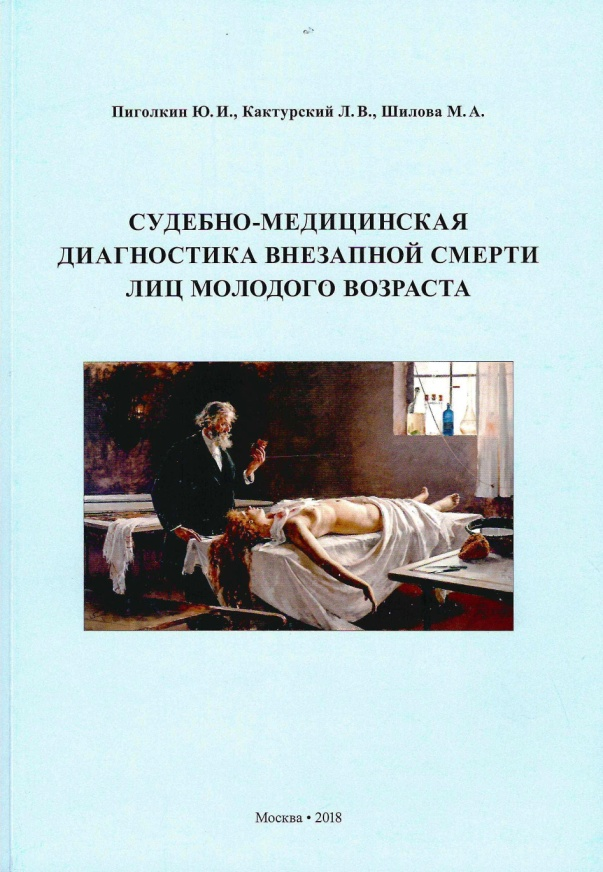 Пиголкин Ю. И., Кактурский Л. В., Шилова М. А.
СУДЕБНО-МЕДИЦИНСКАЯ
ДИАГНОСТИКА ВНЕЗАПНОЙ СМЕРТИ
ЛИЦ МОЛОДОГО ВОЗРАСТА
Москва • 2018